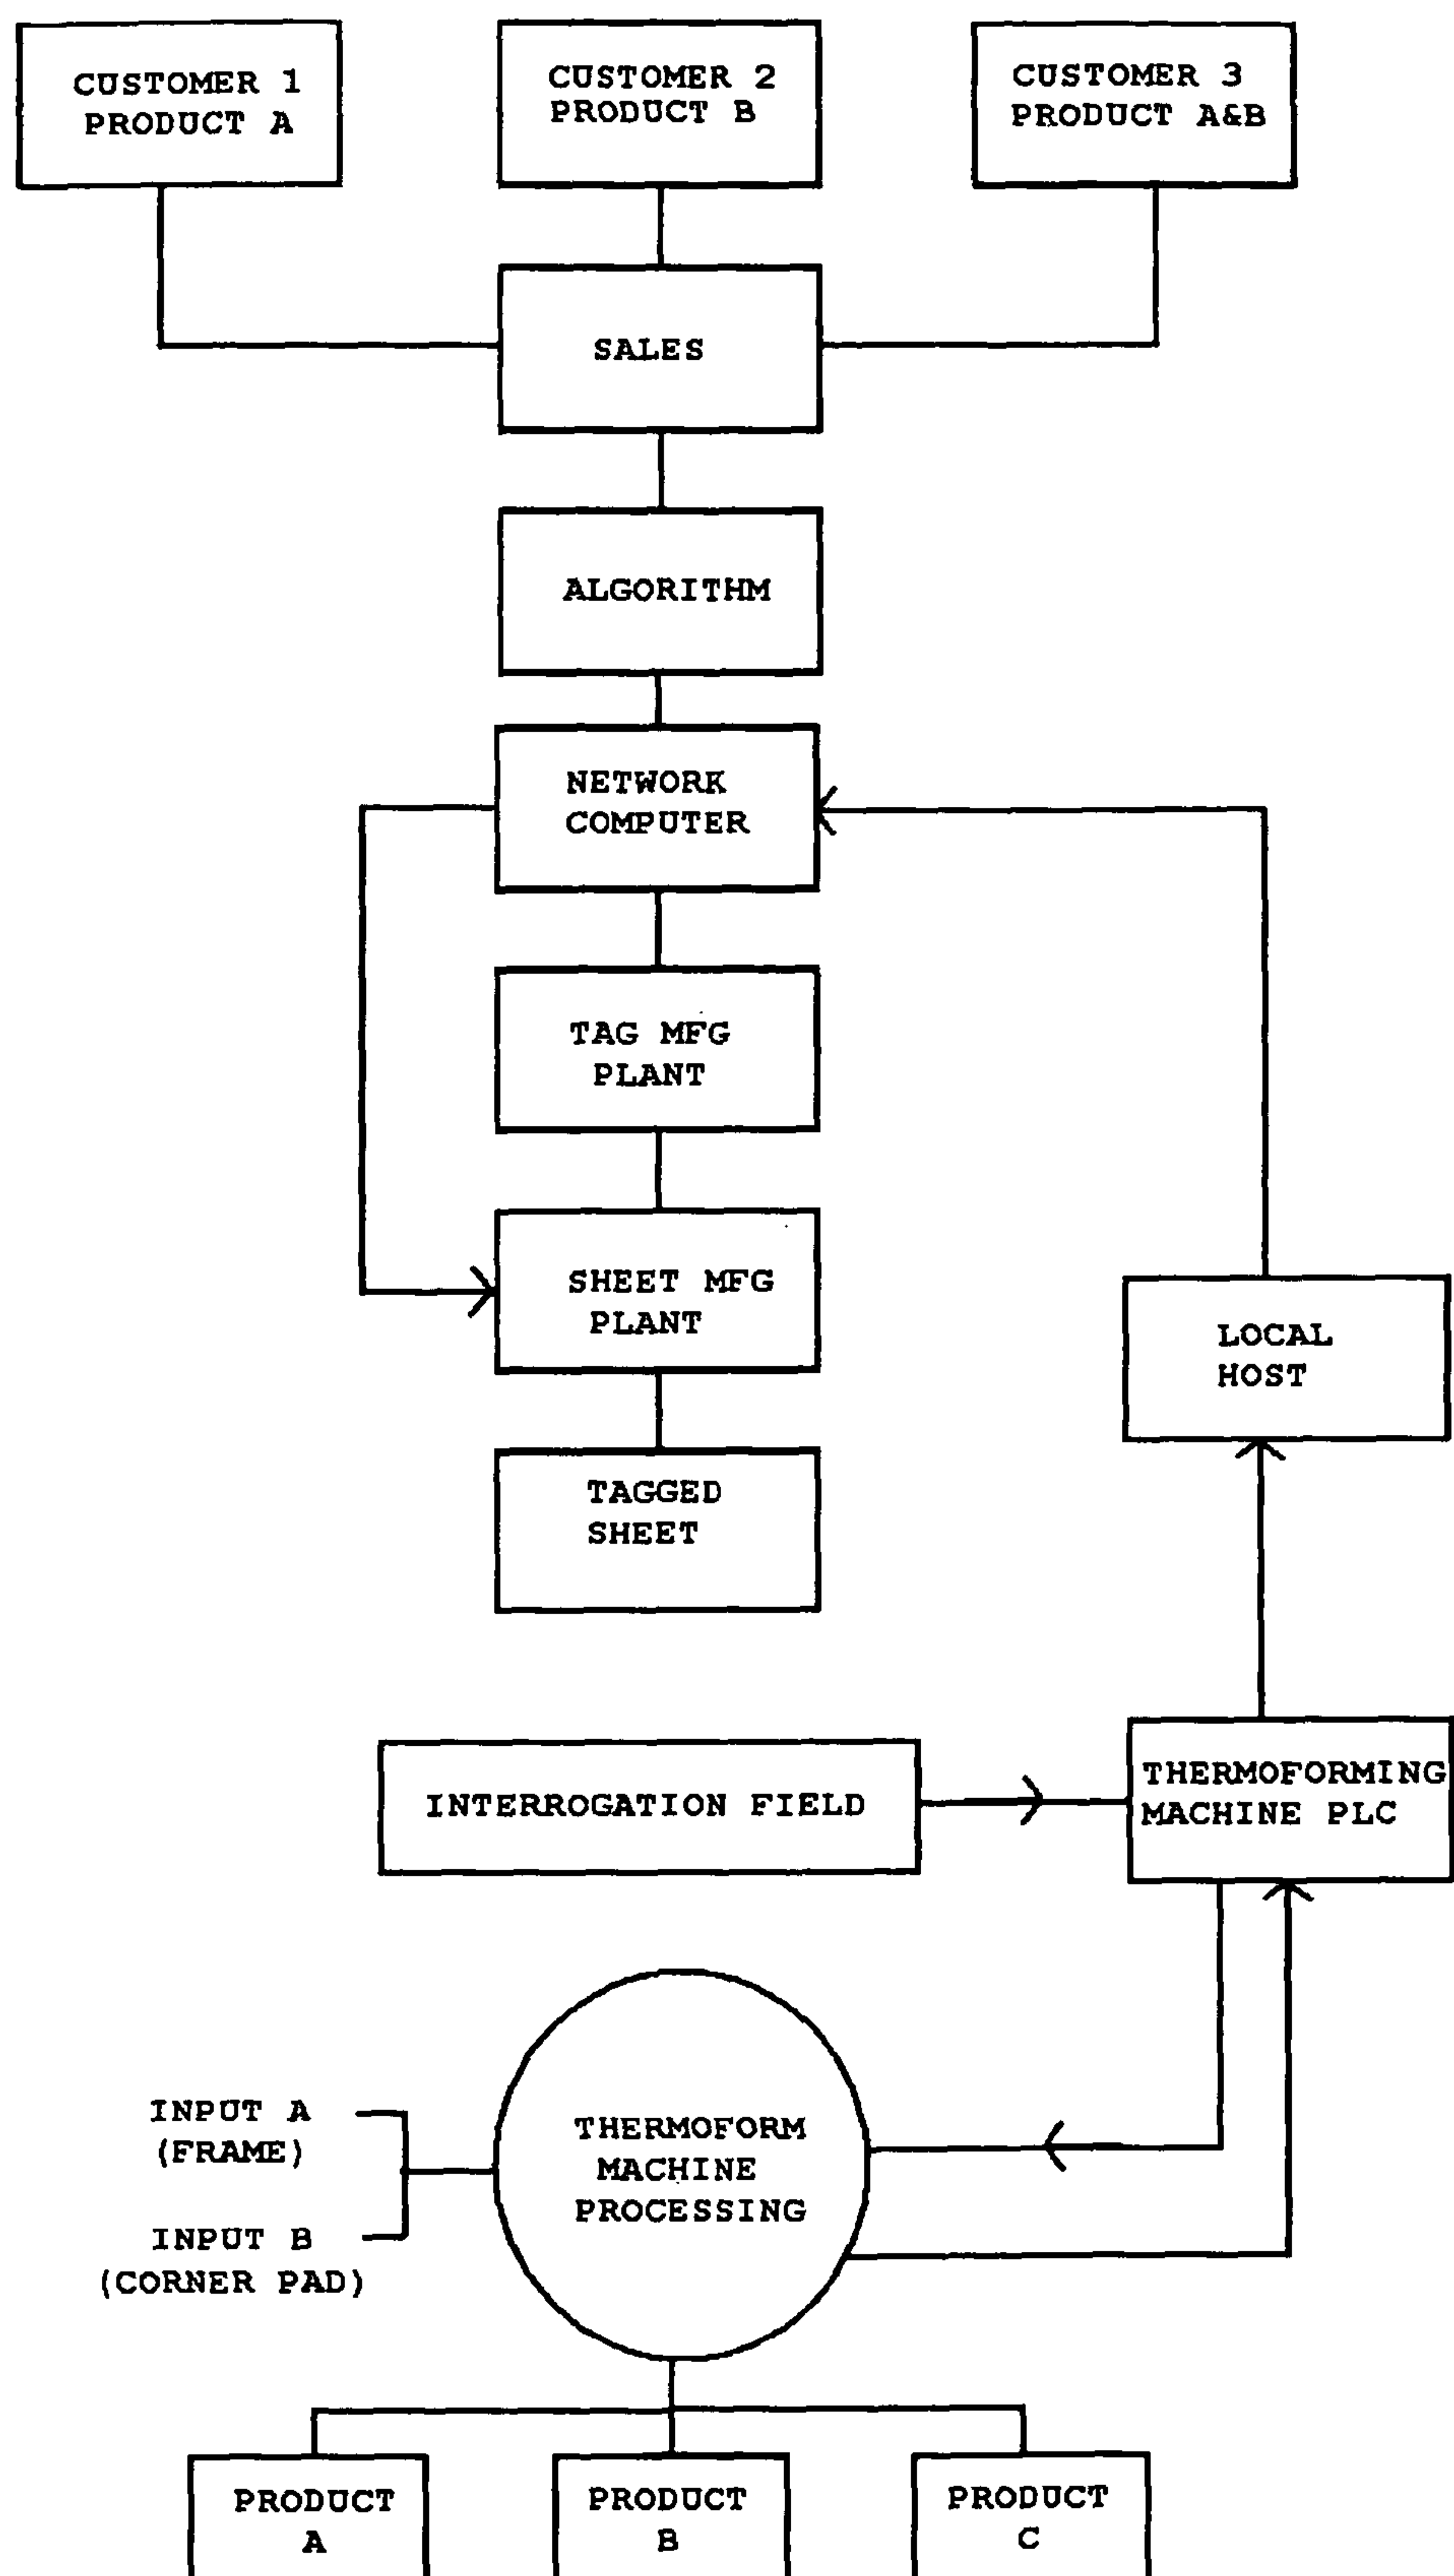 CUSTOMER 1
PRODUCT A
CUSTOMER 2
PRODUCT B
CUSTOMER 3
PRODUCT A&B
SALES
ALGORITHM
NETWORK
COMPUTER
TAG MFG
PLANT
SHEET MFG
PLANT
LOCAL
HOST
TAGGED
SHEET
INTERROGATION FIELD
THERMOFORMING
MACHINE PLC
INPUT A
(FRAME)
INPUT B
(CORNER PAD)
THERMOFORM
MACHINE
PROCESSING
PRODUCT
A
PRODUCT
B
PRODUCT
C